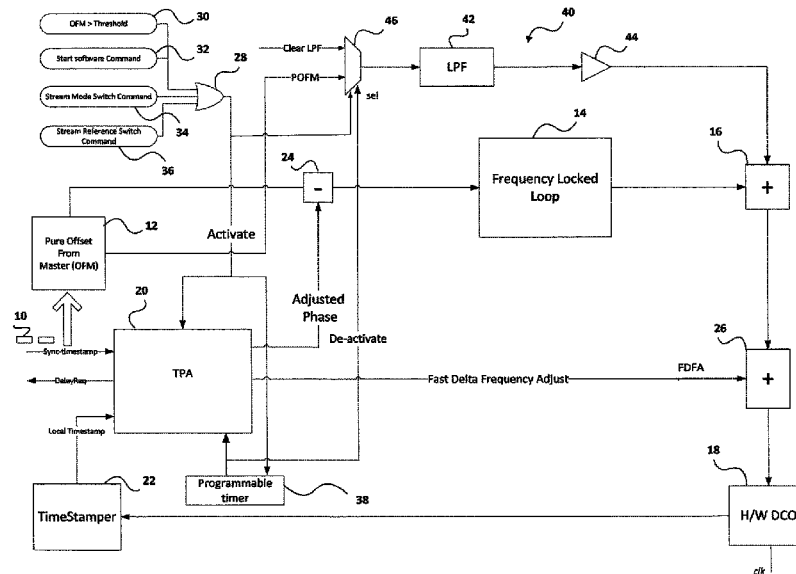 OFM > Threshold
30
Start software Command
32
28
Stream Mode Switch Command
34
Stream Reference Switch
Command
36
Clear LPF
POFM
46
sel
42
LPF
40
44
14
Frequency Locked
Loop
16
+
24
-
12
Pure Offset
From
Master (OFM)
Activate
Adjusted
Phase
De-activate
10
Sync-timestamp
DelayReq
Local Timestamp
20
TPA
Fast Delta Frequency Adjust
FDFA
26
+
Programmable
timer
38
22
TimeStamper
18
H/W DCO
clk